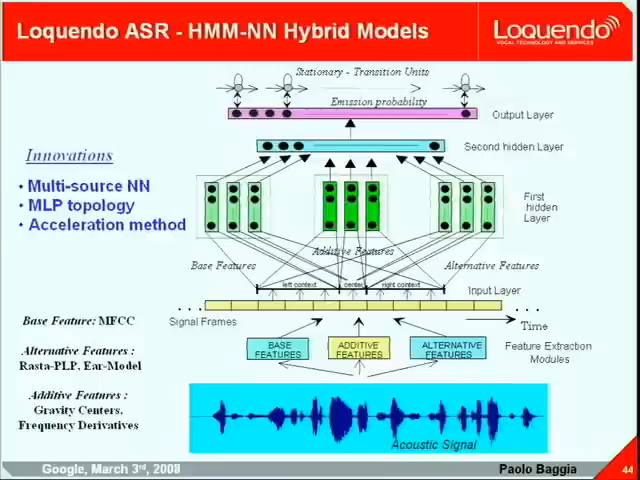 Loquendo ASR - HMM-NN Hybrid Models
LOQUENDO
VOCAL TECHNOLOGY AND SERVICES
Stationary - Transition Units
Emission probability
Output Layer
Second hidden Layer
Innovations
• Multi-source NN
• MLP topology
• Acceleration method
First
hidden
Layer
Additive Features
Base Features
Alternative Features
left context
center
right context
Input Layer
Signal Frames
Time
Base Feature: MFCC
Alternative Features :
Rasta-PLP, Ear-Model
Additive Features :
Gravity Centers,
Frequency Derivatives
BASE
FEATURES
ADDITIVE
FEATURES
ALTERNATIVE
FEATURES
Feature Extraction
Modules
Acoustic Signal
Google, March 3rd, 2008
Paolo Baggia
44